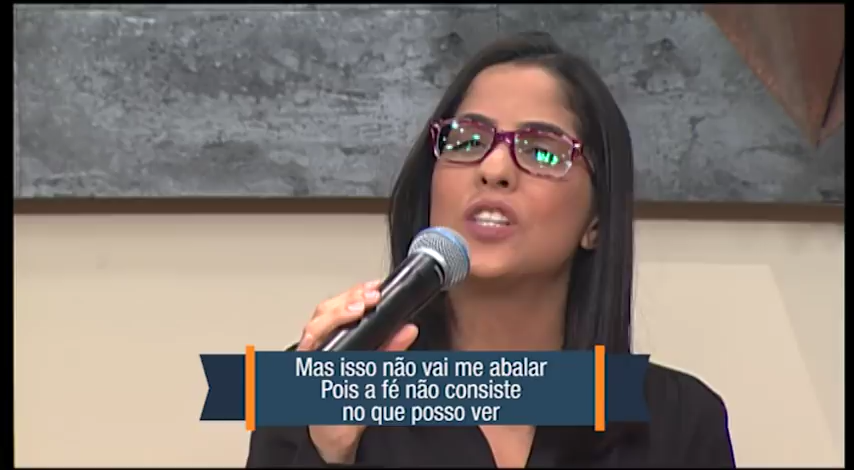 Mas isso não vai me abalar
Pois a fé não consiste
no que posso ver